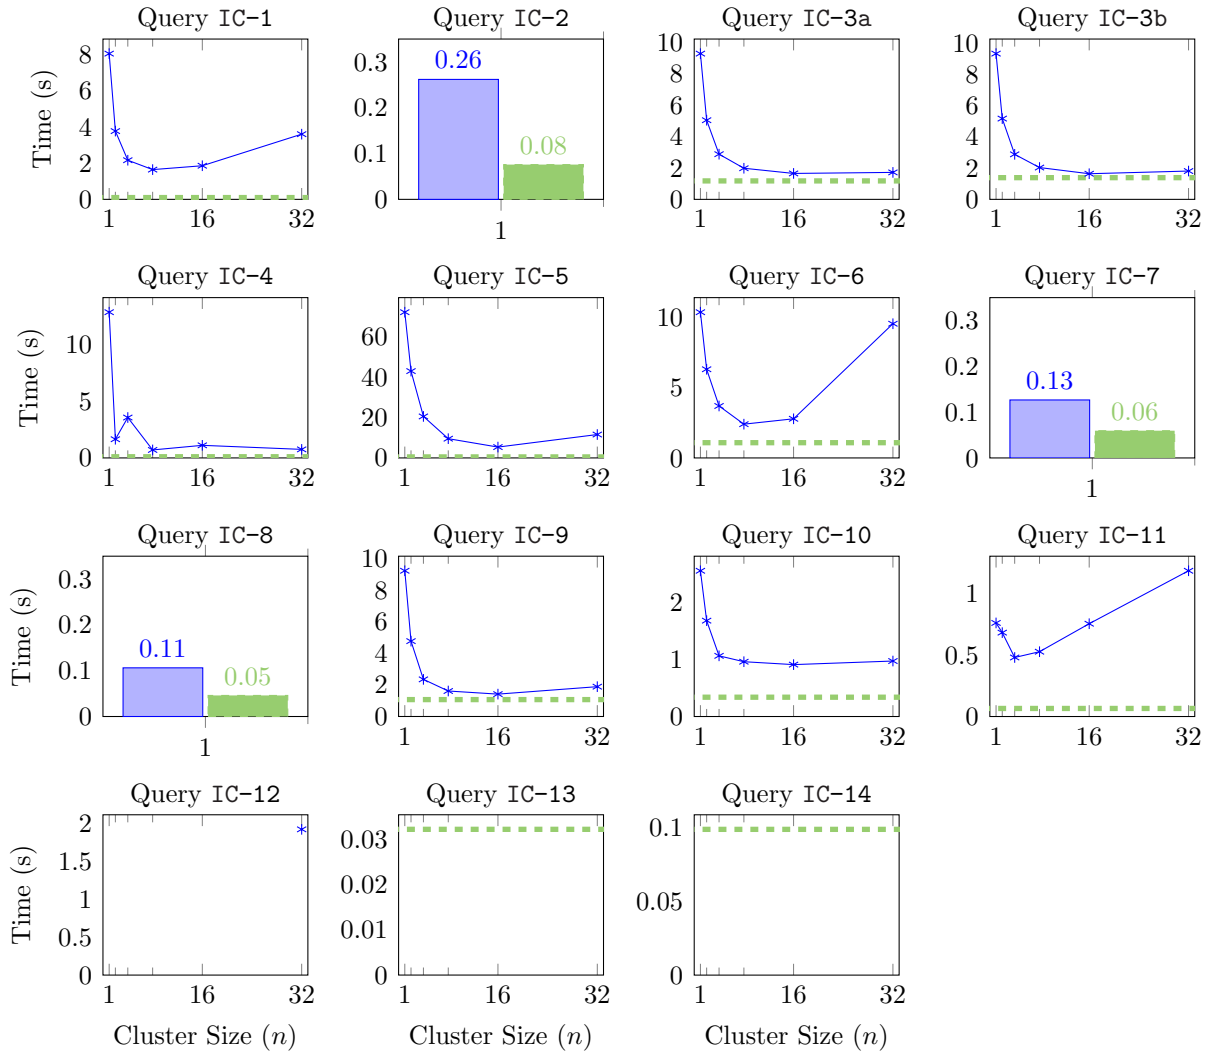 Query IC-1
Time (s)
8
6
4
2
0
1 16 32
Query IC-2
0.3
0.2
0.1
0
0.26
0.08
1
Query IC-3a
10
8
6
4
2
0
1 16 32
Query IC-3b
10
8
6
4
2
0
1 16 32
Query IC-4
Time (s)
10
5
0
1 16 32
Query IC-5
60
40
20
0
1 16 32
Query IC-6
10
5
0
1 16 32
Query IC-7
0.3
0.2
0.1
0
0.13
0.06
1
Query IC-8
Time (s)
0.3
0.2
0.1
0
0.11
0.05
1
Query IC-9
10
8
6
4
2
0
1 16 32
Query IC-10
2
1
0
1 16 32
Query IC-11
1
0.5
0
1 16 32
Query IC-12
Time (s)
2
1.5
1
0.5
0
1 16 32
Cluster Size (n)
Query IC-13
0.03
0.02
0.01
0
1 16 32
Cluster Size (n)
Query IC-14
0.1
0.05
0
1 16 32
Cluster Size (n)